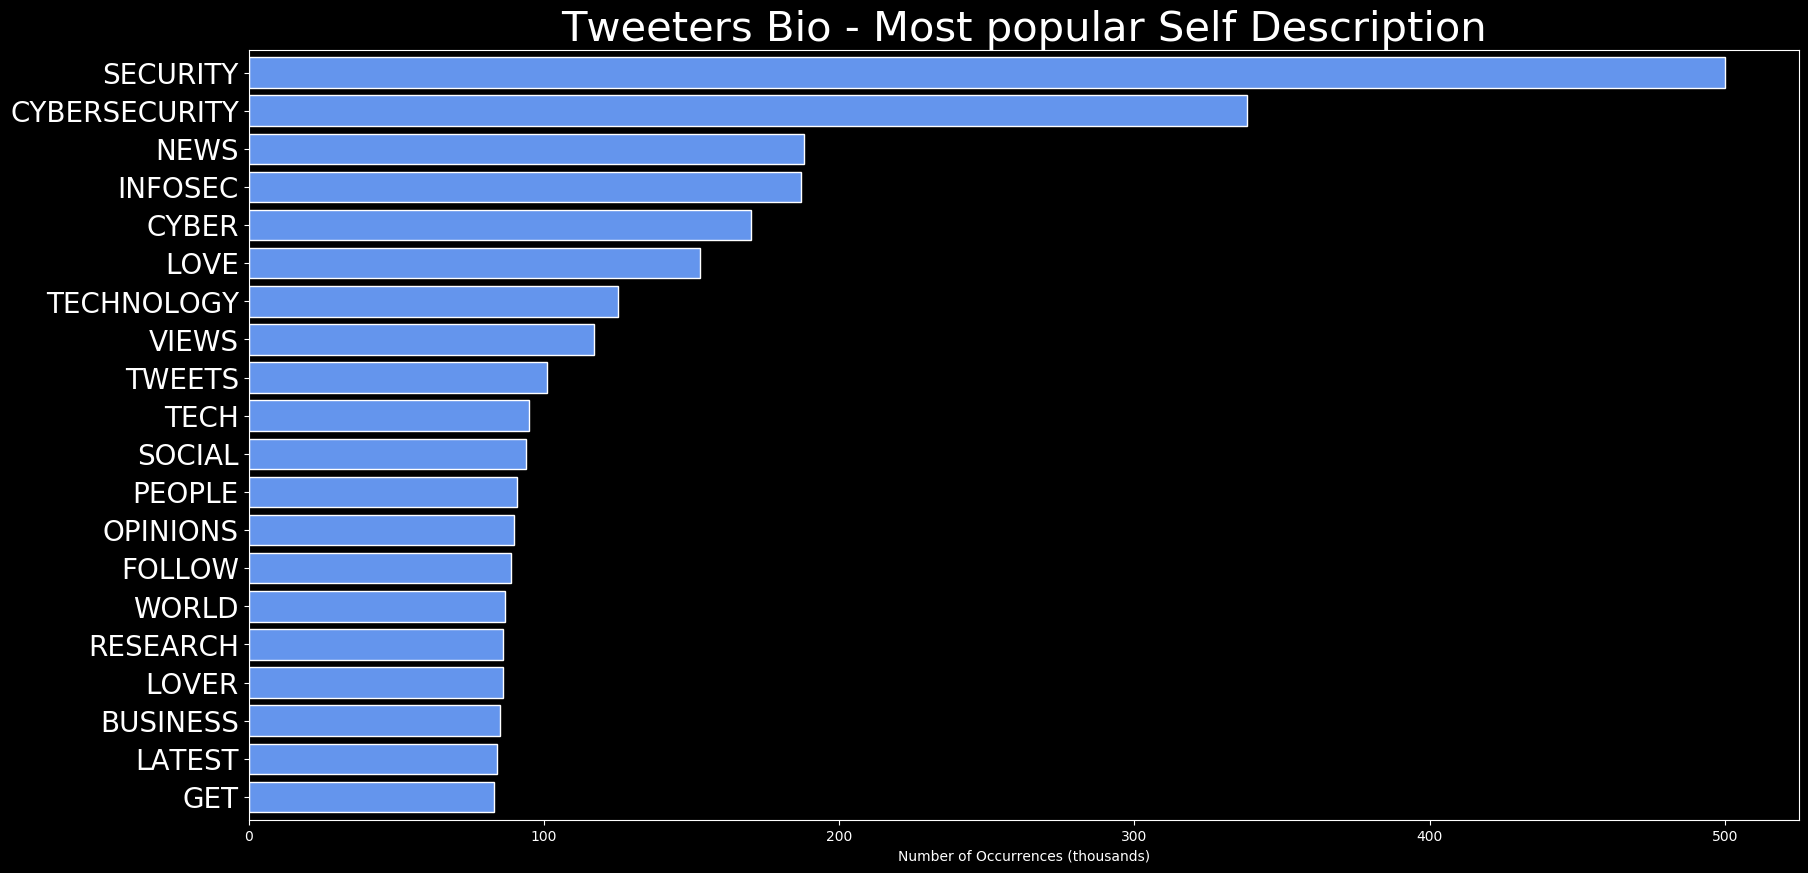 Tweeters Bio - Most popular Self Description
SECURITY
CYBERSECURITY
NEWS
INFOSEC
CYBER
LOVE
TECHNOLOGY
VIEWS
TWEETS
TECH
SOCIAL
PEOPLE
OPINIONS
FOLLOW
WORLD
RESEARCH
LOVER
BUSINESS
LATEST
GET
0 100 200 300 400 500
Number of Occurrences (thousands)